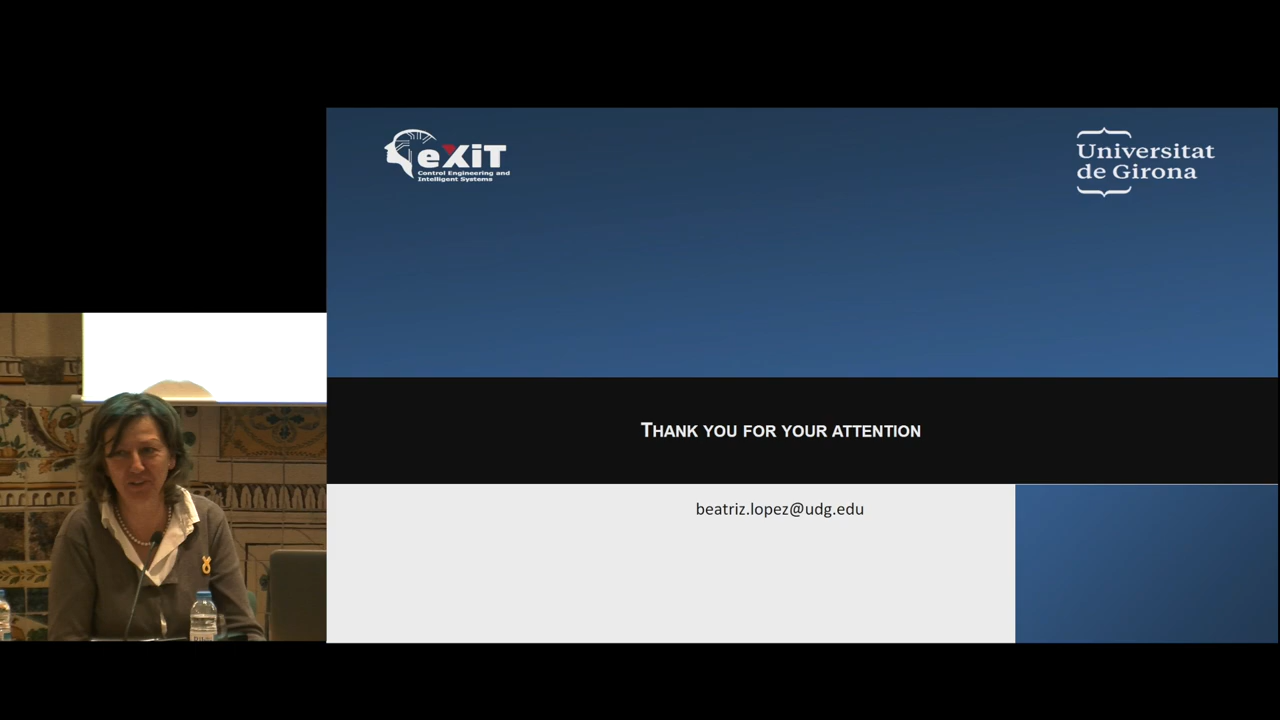 eXiT
Control Engineering and
Intelligent Systems
Universitat
de Girona
THANK YOU FOR YOUR ATTENTION
beatriz.lopez@udg.edu